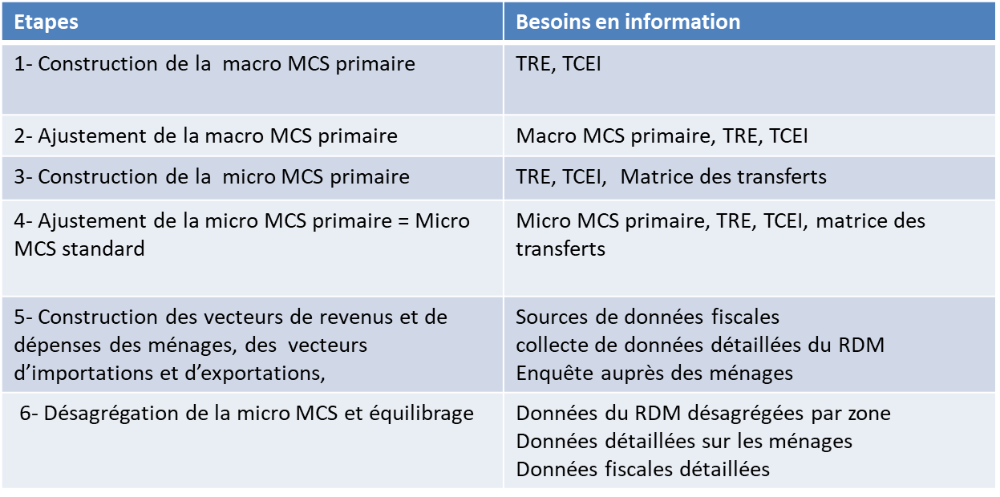 Etapes
Besoins en information
1- Construction de la  macro MCS primaire
TRE, TCEI
2- Ajustement de la macro MCS primaire
Macro MCS primaire, TRE, TCEI
3- Construction de la  micro MCS primaire
TRE, TCEI,  Matrice des transferts
4- Ajustement de la micro MCS primaire = Micro
MCS standard
Micro MCS primaire, TRE, TCEI, matrice des
transferts
5- Construction des vecteurs de revenus et de
dépenses des ménages, des  vecteurs
d’importations et d’exportations,
Sources de données fiscales
collecte de données détaillées du RDM
Enquête auprès des ménages
6- Désagrégation de la micro MCS et équilibrage
Données du RDM désagrégées par zone
Données détaillées sur les ménages
Données fiscales détaillées